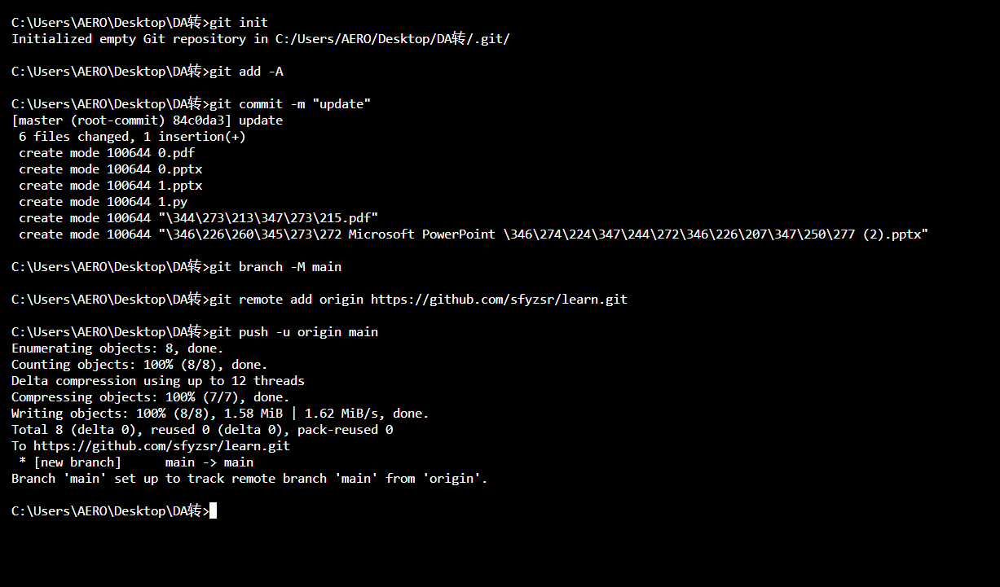 C:\Users\AERO\Desktop\DA转>git init
Initialized empty Git repository in C:/Users/AERO/Desktop/DA转/.git/
C:\Users\AERO\Desktop\DA转>git add -A
C:\Users\AERO\Desktop\DA转>git commit -m "update"
[master (root-commit) 84c0da3] update
6 files changed, 1 insertion(+)
create mode 100644 0.pdf
create mode 100644 0.pptx
create mode 100644 1.pptx
create mode 100644 1.py
create mode 100644 "\344\273\213\347\273\215.pdf"
create mode 100644 "\346\226\260\345\273\272 Microsoft PowerPoint \346\274\224\347\244\272\346\226\207\347\250\277 (2).pptx"
C:\Users\AERO\Desktop\DA转>git branch -M main
C:\Users\AERO\Desktop\DA转>git remote add origin https://github.com/sfyzsr/learn.git
C:\Users\AERO\Desktop\DA转>git push -u origin main
Enumerating objects: 8, done.
Counting objects: 100% (8/8), done.
Delta compression using up to 12 threads
Compressing objects: 100% (7/7), done.
Writing objects: 100% (8/8), 1.58 MiB | 1.62 MiB/s, done.
Total 8 (delta 0), reused 0 (delta 0), pack-reused 0
To https://github.com/sfyzsr/learn.git
* [new branch]      main -> main
Branch 'main' set up to track remote branch 'main' from 'origin'.
C:\Users\AERO\Desktop\DA转>